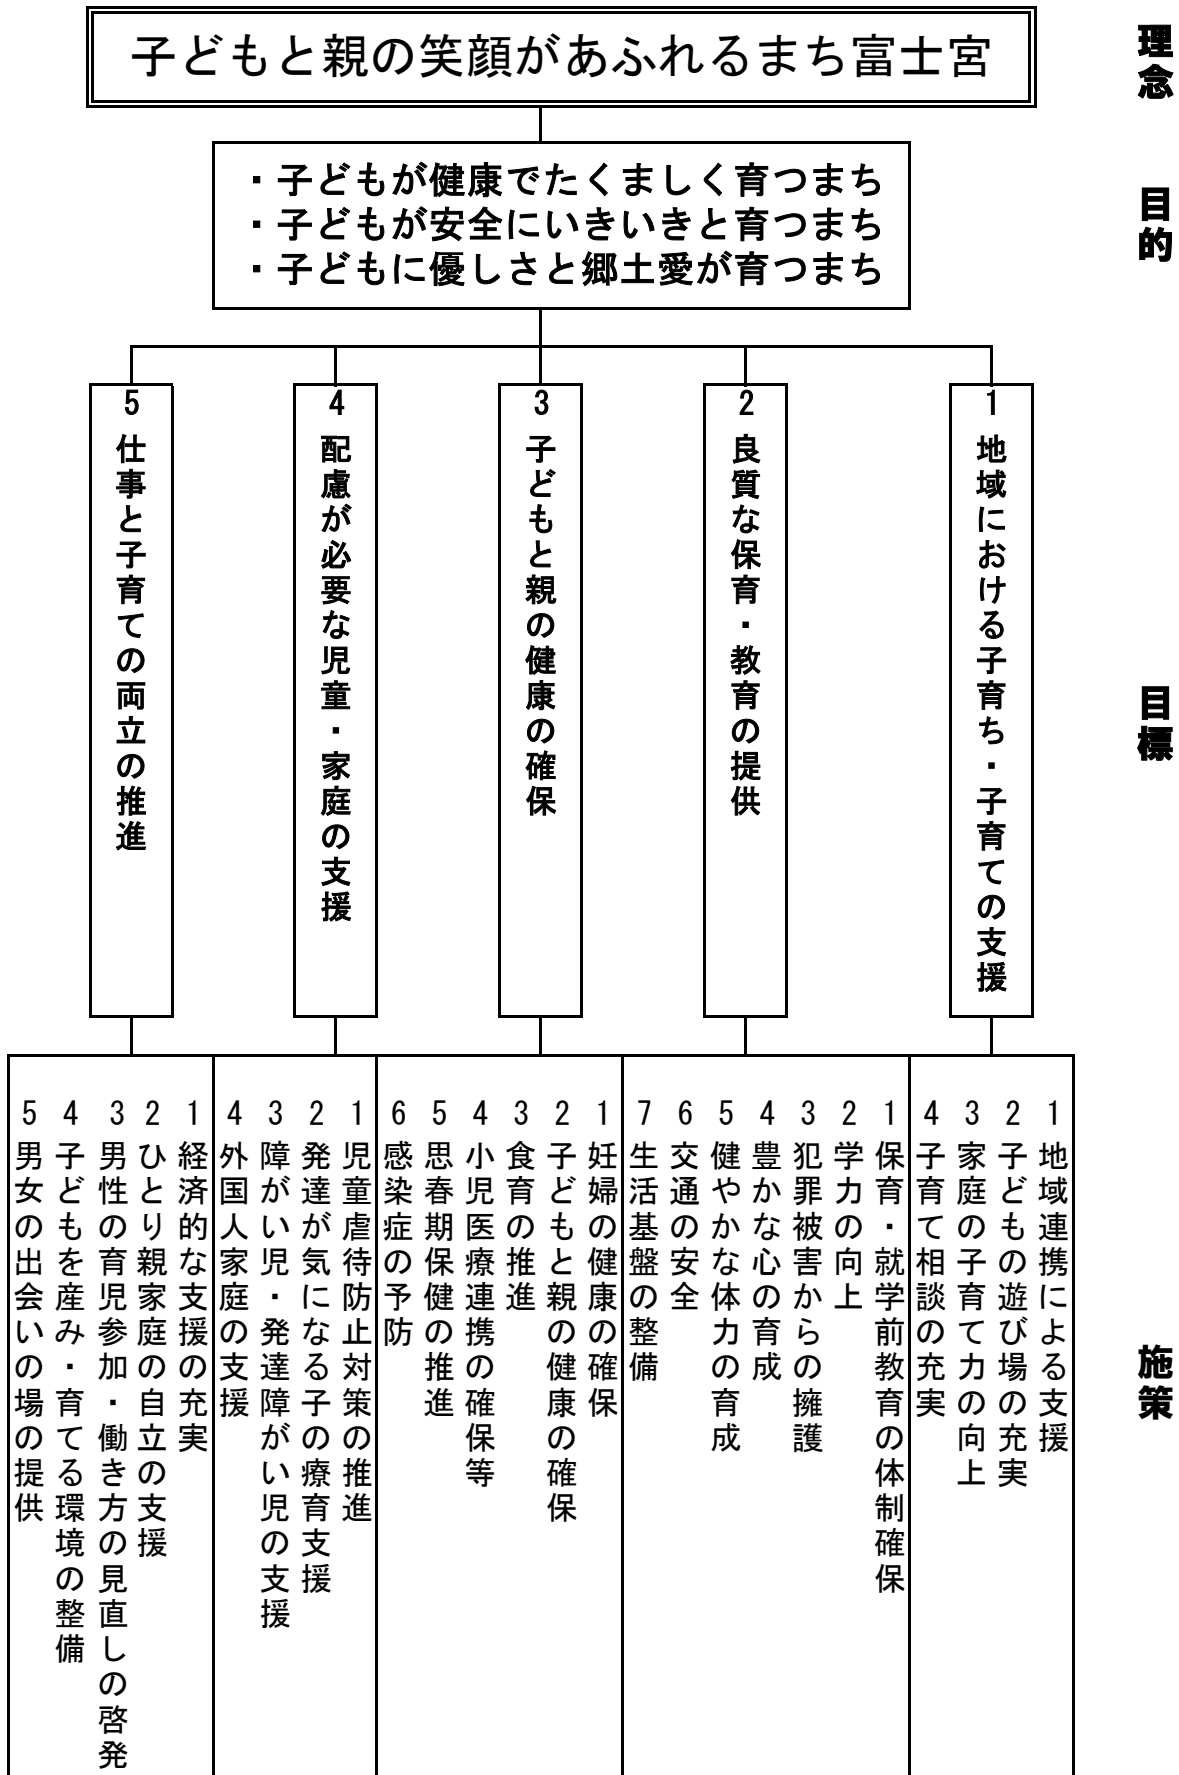 子どもと親の笑顔があふれるまち富士宮
理念
・子どもが健康でたくましく育つまち
・子どもが安全にいきいきと育つまち
・子どもに優しさと郷土愛が育つまち
目的
1 地域における子育ち・子育ての支援
2 良質な保育・教育の提供
3 子どもと親の健康の確保
4 配慮が必要な児童・家庭の支援
5 仕事と子育ての両立の推進
目標
1 地域連携による支援
2 子どもの遊び場の充実
3 家庭の子育て力の向上
4 子育て相談の充実
1 保育・就学前教育の体制確保
2 学力の向上
3 犯罪被害からの擁護
4 豊かな心の育成
5 健やかな体力の育成
6 交通の安全
7 生活基盤の整備
1 妊婦の健康の確保
2 子どもと親の健康の確保
3 食育の推進
4 小児医療連携の確保等
5 思春期保健の推進
6 感染症の予防
1 児童虐待防止対策の推進
2 発達が気になる子の療育支援
3 障がい児・発達障がい児の支援
4 外国人家庭の支援
1 経済的な支援の充実
2 ひとり親家庭の自立の支援
3 男性の育児参加・働き方の見直しの啓発
4 子どもを産み・育てる環境の整備
5 男女の出会いの場の提供
施策